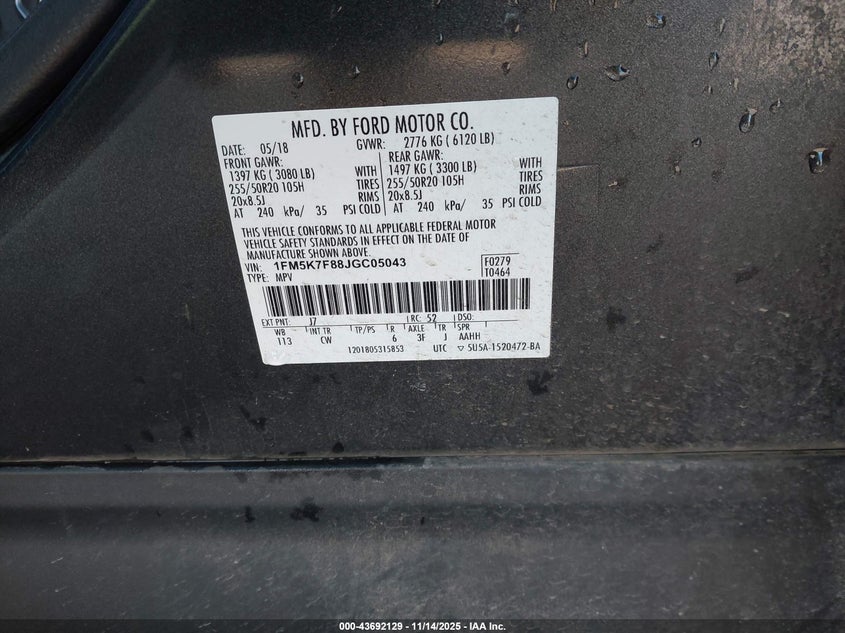 MFD. BY FORD MOTOR CO.
DATE: 05/18 GVWR: 2776 KG ( 6120 LB)
FRONT GAWR: REAR GAWR:
1397 KG ( 3080 LB) WITH 1497 KG ( 3300 LB) WITH
255/50R20 105H TIRES 255/50R20 105H TIRES
20x8.5J RIMS 20x8.5J RIMS
AT 240 kPa/ 35 PSI COLD AT 240 kPa/ 35 PSI COLD
THIS VEHICLE CONFORMS TO ALL APPLICABLE FEDERAL MOTOR
VEHICLE SAFETY STANDARDS IN EFFECT ON THE DATE OF
MANUFACTURE SHOWN ABOVE.
VIN: 1FM5K7F88JGC05043 F0279
TYPE: MPV T0464
EXT PNT: J7 RC: 52 DSO:
WB INT TR TP/PS R AXLE TR SPR
113 CW 6 3F J AAHH
1201805315853 UTC ▽ 5U5A-1520472-BA
000-43692129 - 11/14/2025 - IAA Inc.